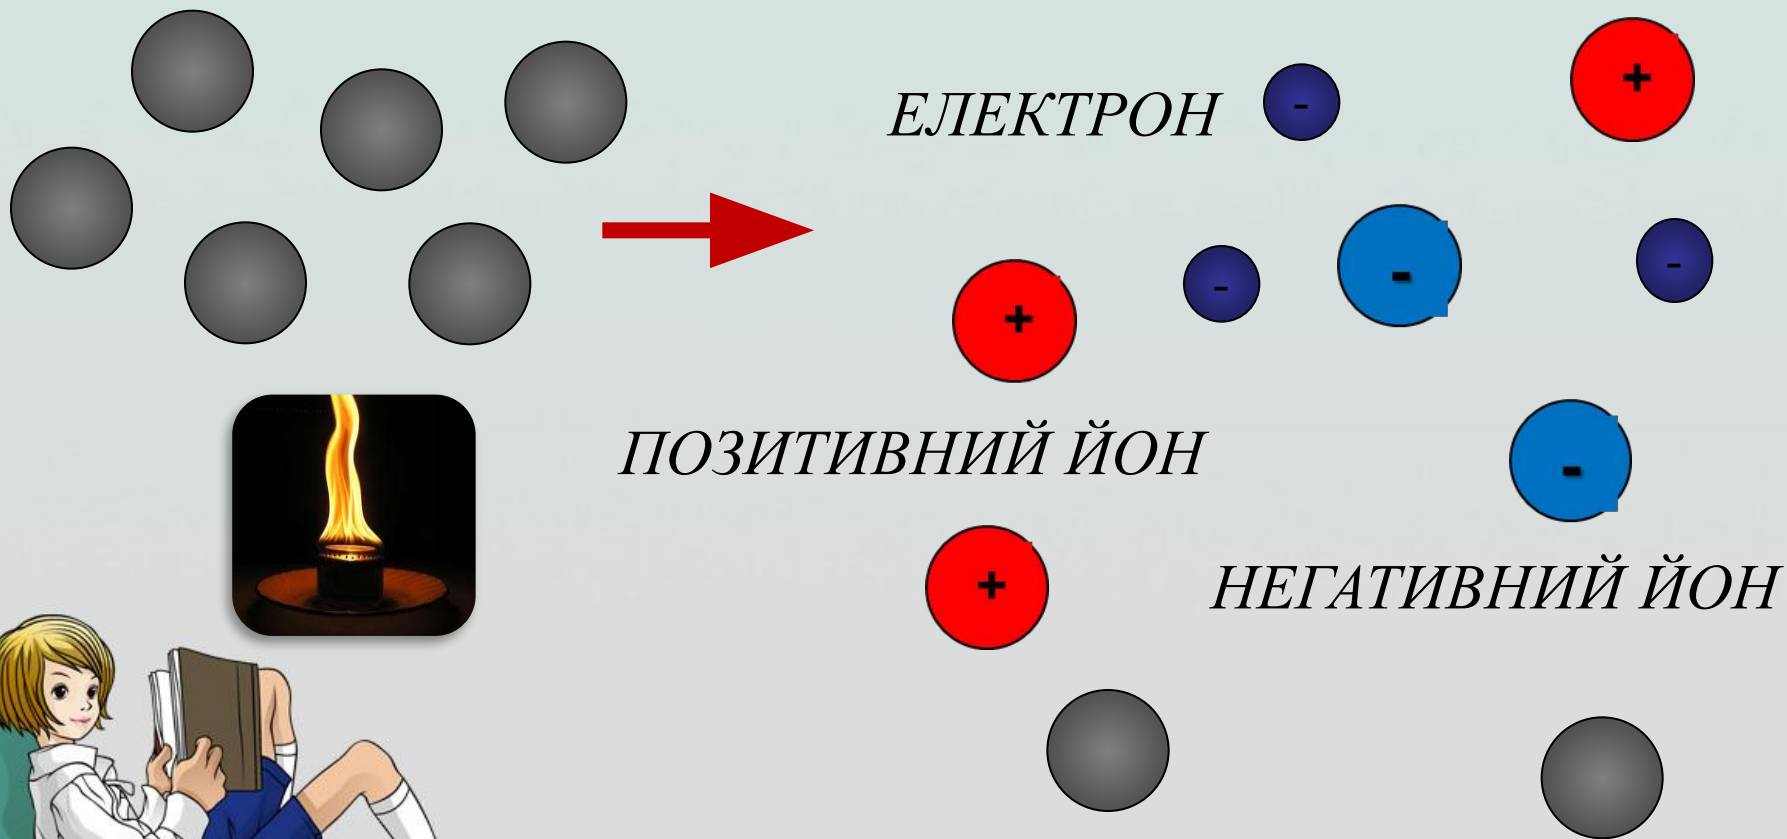 ЕЛЕКТРОН
-
+
-
-
-
+
ПОЗИТИВНИЙ ЙОН
-
+
НЕГАТИВНИЙ ЙОН